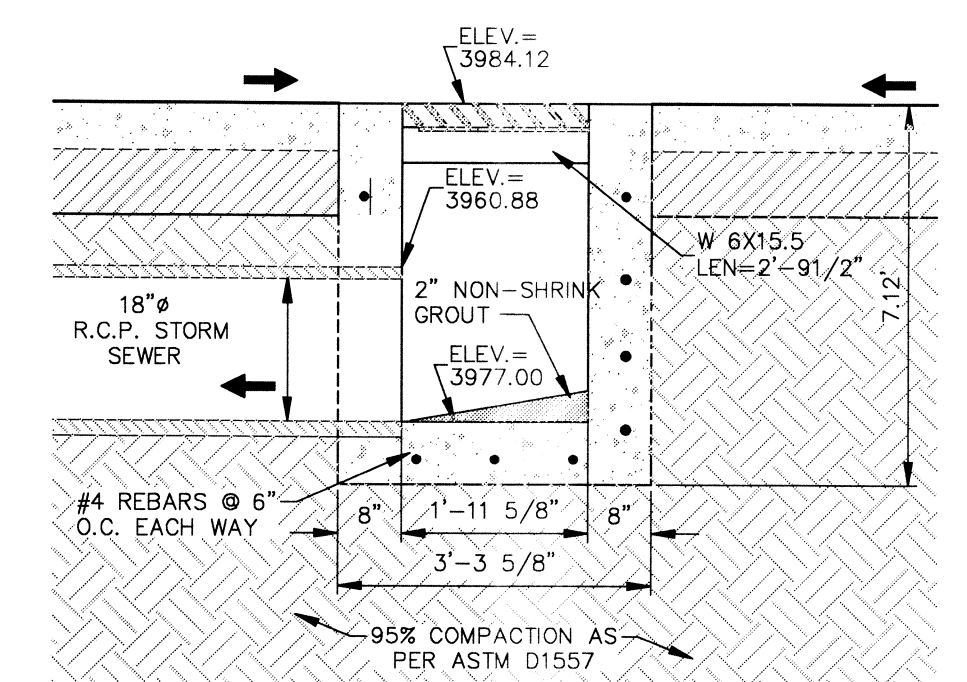 ELEV.=
3984.12
ELEV.=
3960.88
W 6X15.5
LEN=2'-91/2"
7.12'
2" NON-SHRINK
GROUT
18"ø
R.C.P. STORM
SEWER
ELEV.=
3977.00
#4 REBARS @ 6"
O.C. EACH WAY
8"
1'-11 5/8"
8"
3'-3 5/8"
95% COMPACTION AS
PER ASTM D1557